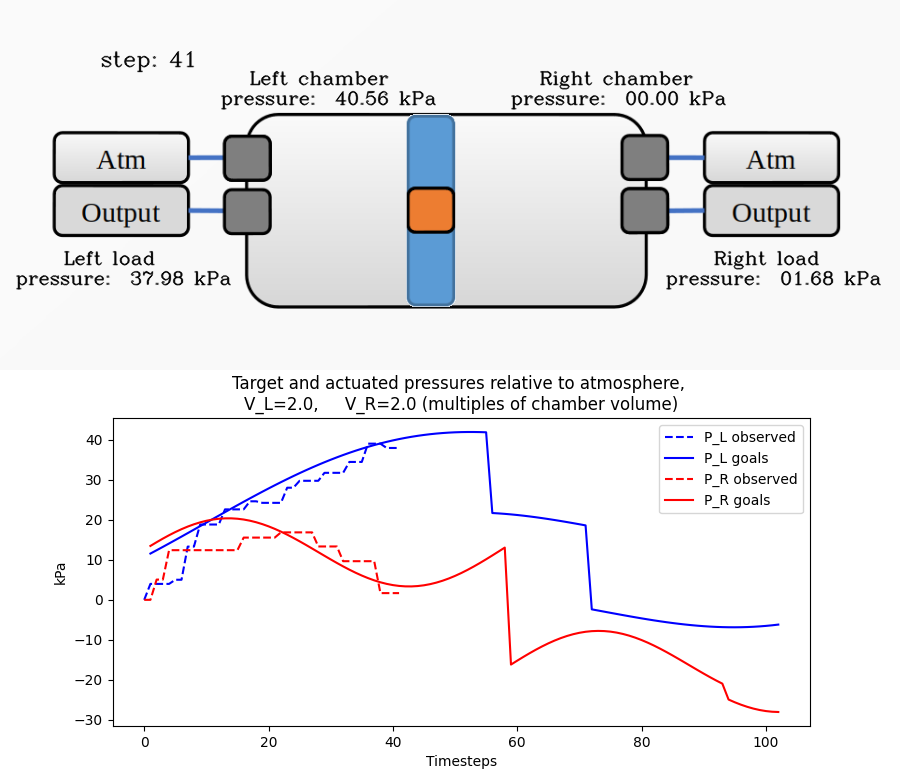 step: 41
Left chamber
pressure: 40.56 kPa
Right chamber
pressure: 00.00 kPa
Atm
Output
Atm
Output
Left load
pressure: 37.98 kPa
Right load
pressure: 01.68 kPa
Target and actuated pressures relative to atmosphere,
V_L=2.0, V_R=2.0 (multiples of chamber volume)
kPa
40
30
20
10
0
−10
−20
−30
P_L observed
P_L goals
P_R observed
P_R goals
0 20 40 60 80 100
Timesteps